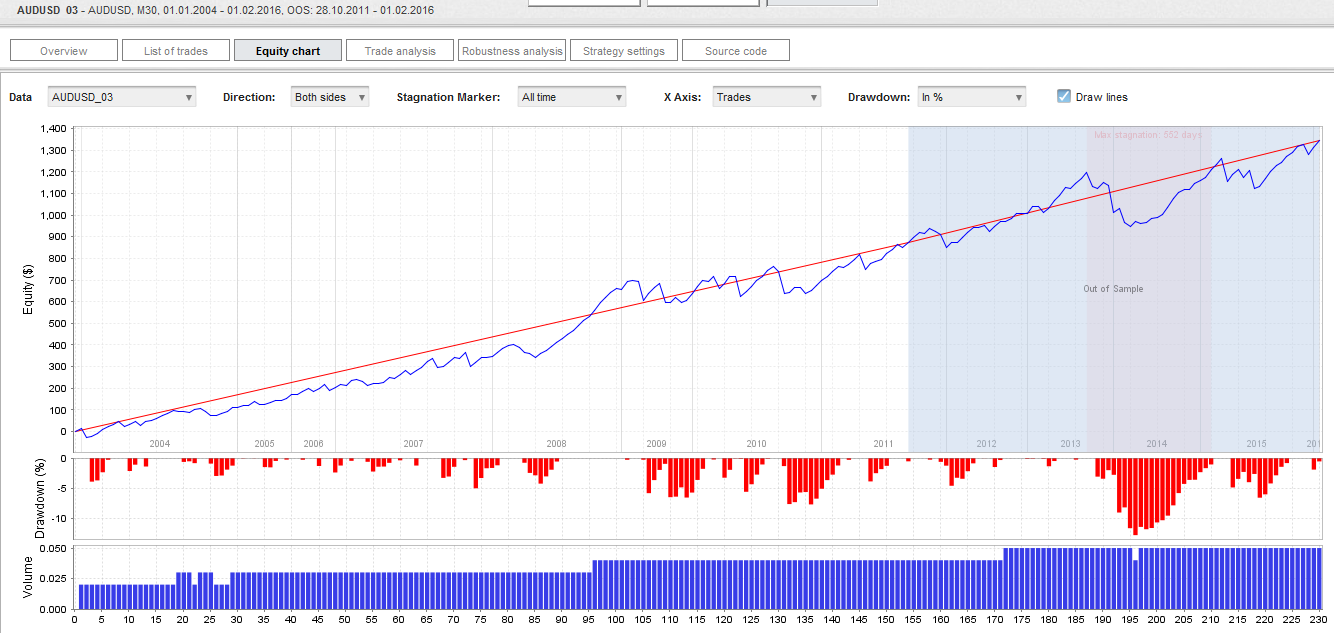 AUDUSD_03 - AUDUSD, M30, 01.01.2004 - 01.02.2016, OOS: 28.10.2011 - 01.02.2016
Overview List of trades Equity chart Trade analysis Robustness analysis Strategy settings Source code
Data AUDUSD_03 Direction: Both sides Stagnation Marker: All time X Axis: Trades Drawdown: In % Draw lines
Max stagnation: 552 days
1,400
1,300
1,200
1,100
1,000
900
800
700
600
500
400
300
200
100
0
Equity ($)
Out of Sample
2004 2005 2006 2007 2008 2009 2010 2011 2012 2013 2014 2015 201
0
-5
-10
Drawdown (%)
0.050
0.025
0.000
Volume
0 5 10 15 20 25 30 35 40 45 50 55 60 65 70 75 80 85 90 95 100 105 110 115 120 125 130 135 140 145 150 155 160 165 170 175 180 185 190 195 200 205 210 215 220 225 230